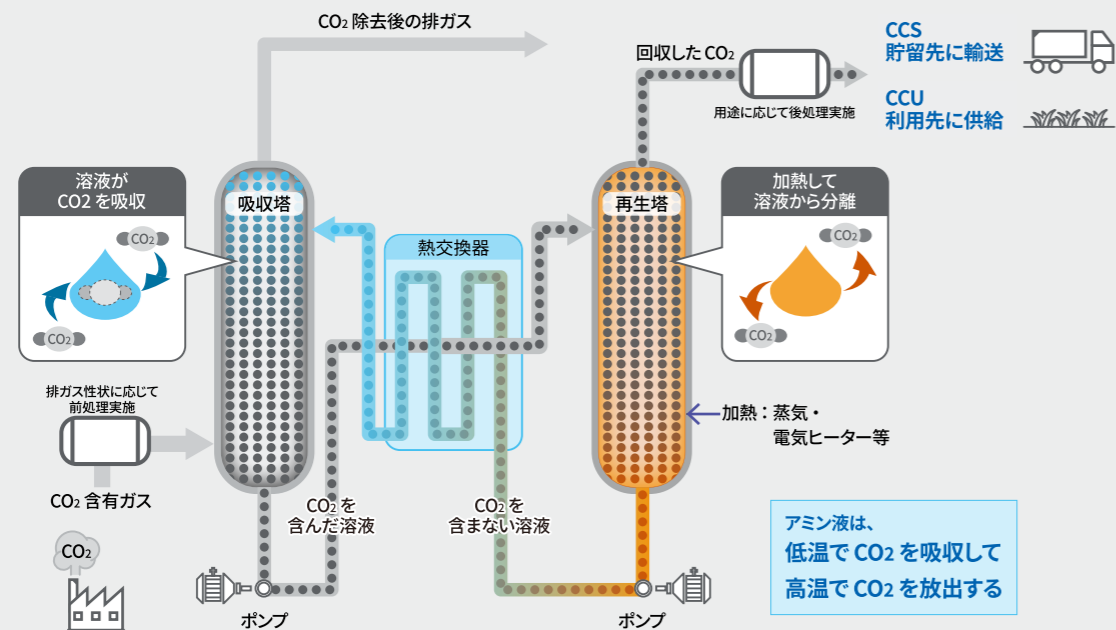 CO2 除去後の排ガス
回収した CO2
用途に応じて後処理実施
CCS
貯留先に輸送
CCU
利用先に供給
溶液が
CO2 を吸収
CO2
CO2
吸収塔
熱交換器
再生塔
加熱して
溶液から分離
CO2
CO2
排ガス性状に応じて
前処理実施
CO2 含有ガス
CO2
加熱：蒸気・
電気ヒーター等
CO2 を
含んだ溶液
CO2 を
含まない溶液
ポンプ
ポンプ
アミン液は、
低温で CO2 を吸収して
高温で CO2 を放出する